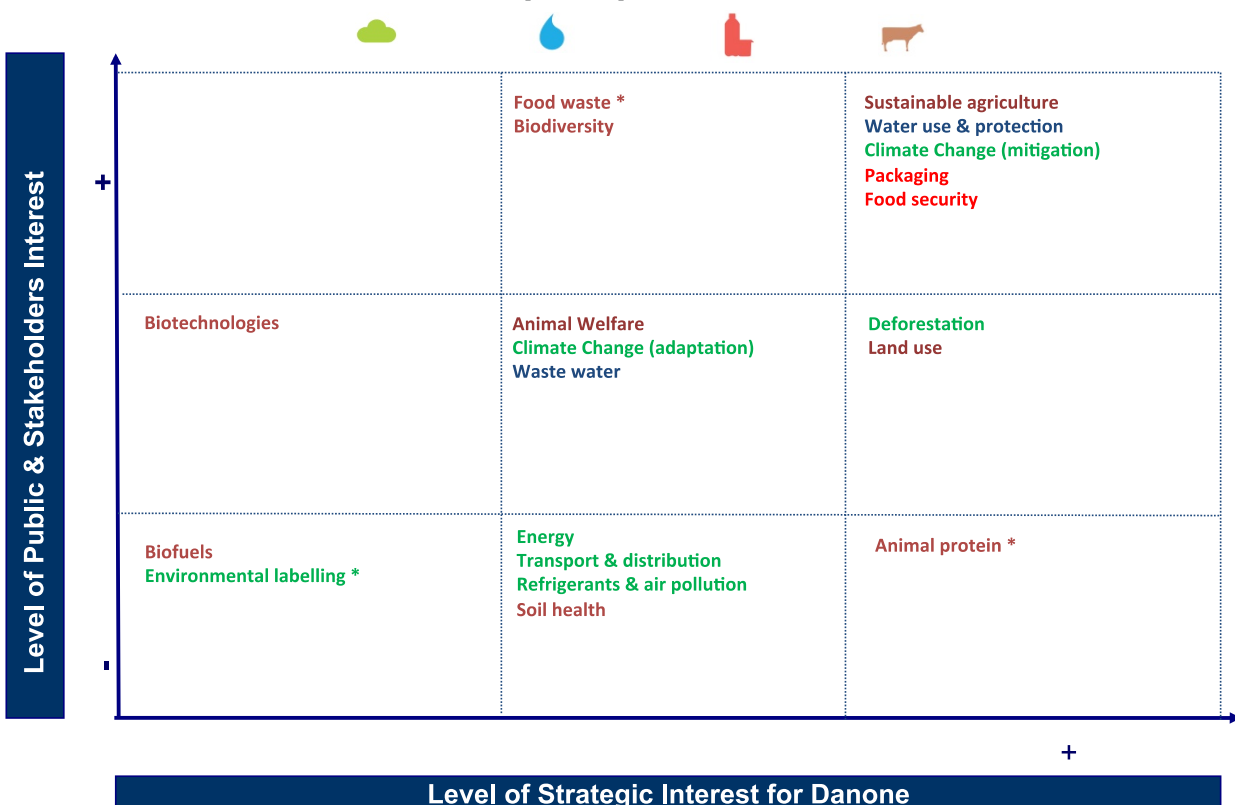 Level of Public & Stakeholders Interest
+
-
Food waste *
Biodiversity
Sustainable agriculture
Water use & protection
Climate Change (mitigation)
Packaging
Food security
Biotechnologies
Animal Welfare
Climate Change (adaptation)
Waste water
Deforestation
Land use
Biofuels
Environmental labelling *
Energy
Transport & distribution
Refrigerants & air pollution
Soil health
Animal protein *
+
Level of Strategic Interest for Danone